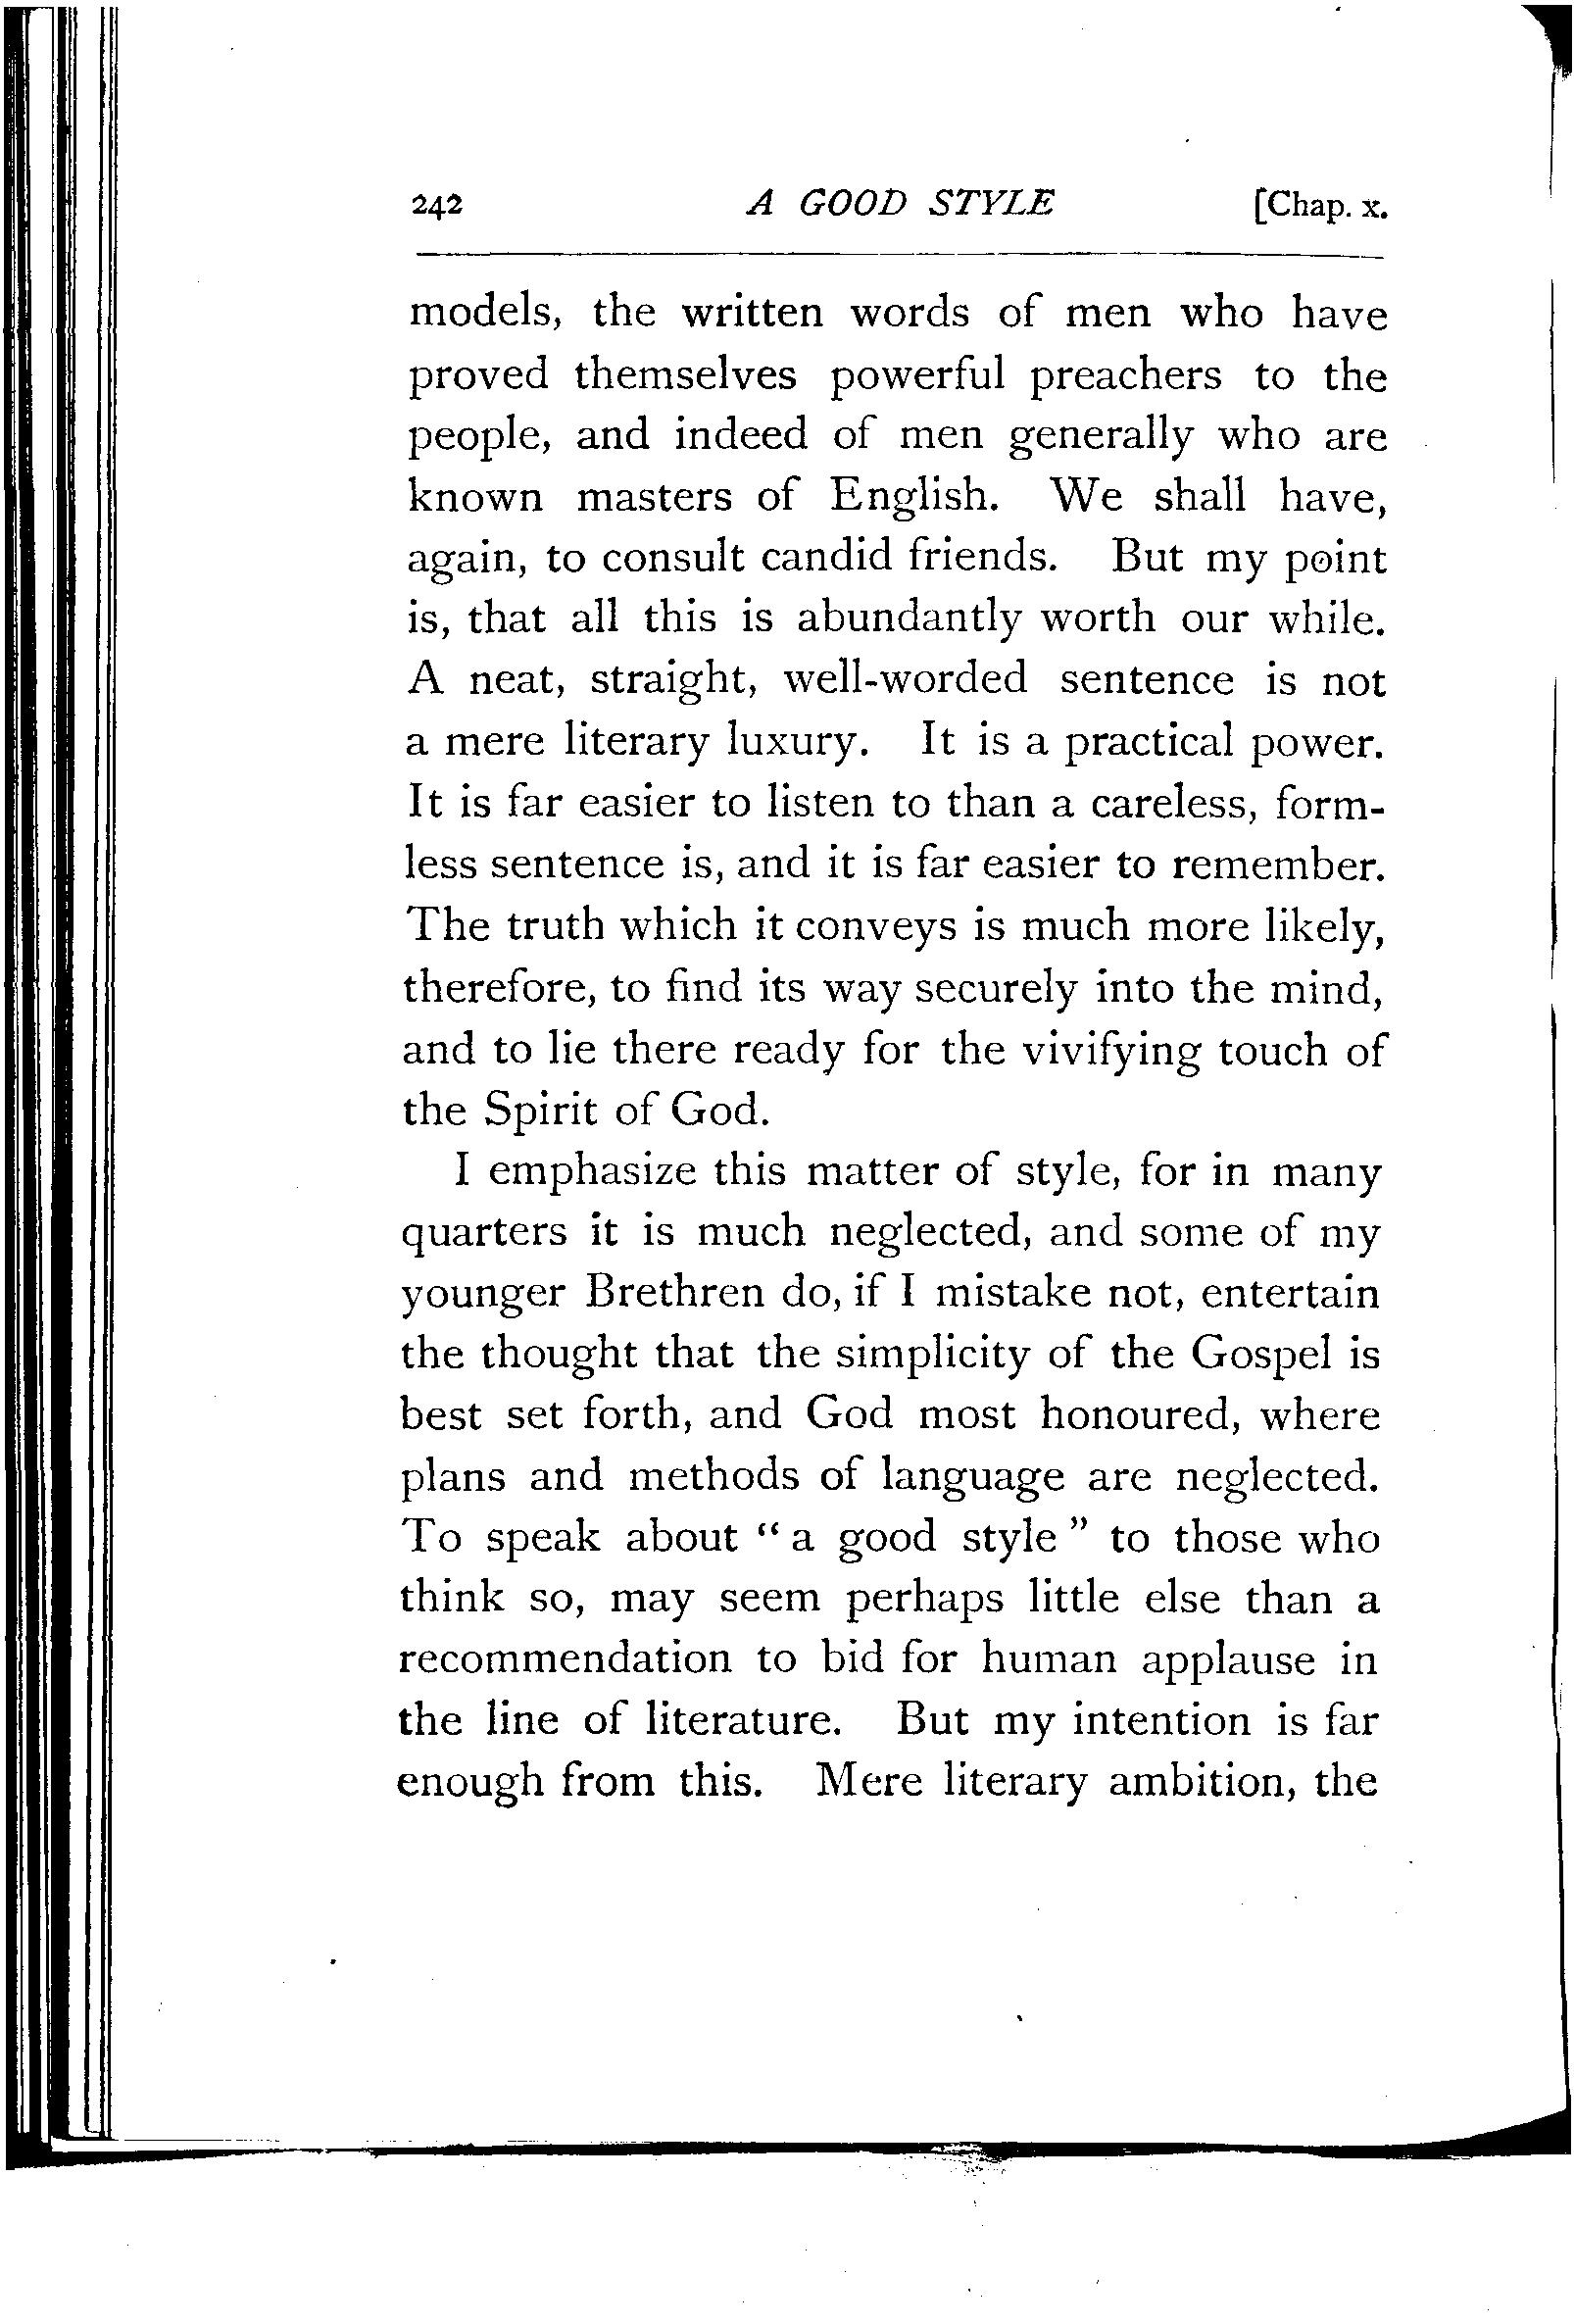 242 A GOOD STYLE [Chap. x.
models, the written words of men who have
proved themselves powerful preachers to the
people, and indeed of men generally who are
known masters of English. We shall have,
again, to consult candid friends. But my point
is, that all this is abundantly worth our while.
A neat, straight, well-worded sentence is not
a mere literary luxury. It is a practical power.
It is far easier to listen to than a careless, form-
less sentence is, and it is far easier to remember.
The truth which it conveys is much more likely,
therefore, to find its way securely into the mind,
and to lie there ready for the vivifying touch of
the Spirit of God.
I emphasize this matter of style, for in many
quarters it is much neglected, and some of my
younger Brethren do, if I mistake not, entertain
the thought that the simplicity of the Gospel is
best set forth, and God most honoured, where
plans and methods of language are neglected.
To speak about “ a good style ” to those who
think so, may seem perhaps little else than a
recommendation to bid for human applause in
the line of literature. But my intention is far
enough from this. Mere literary ambition, the